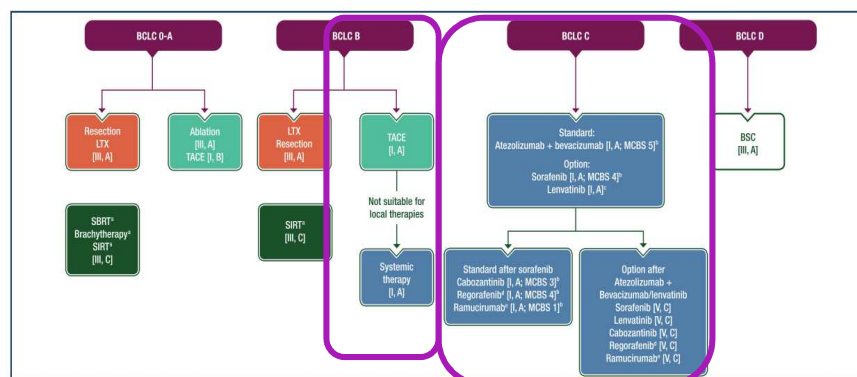 BCLC 0-A
BCLC B
BCLC C
BCLC D
Resection
LTX
[III, A]
Ablation
[III, A]
TACE [I, B]
LTX
Resection
[III, A]
TACE
[I, A]
Standard:
Atezolizumab + bevacizumab [I, A; MCBS 5]ᵇ
Option:
Sorafenib [I, A; MCBS 4]ᵇ
Lenvatinib [I, A]ᶜ
BSC
[III, A]
Not suitable for
local therapies
SBRTᵃ
Brachytherapyᵃ
SIRTᵃ
[III, C]
SIRTᵃ
[III, C]
Systemic
therapy
[I, A]
Standard after sorafenib
Cabozantinib [I, A; MCBS 3]ᵇ
Regorafenibᵈ [I, A; MCBS 4]ᵇ
Ramucirumabᵉ [I, A; MCBS 1]ᵇ
Option after
Atezolizumab +
Bevacizumab/lenvatinib
Sorafenib [V, C]
Lenvatinib [V, C]
Cabozantinib [V, C]
Regorafenibᵈ [V, C]
Ramucirumabᵉ [V, C]